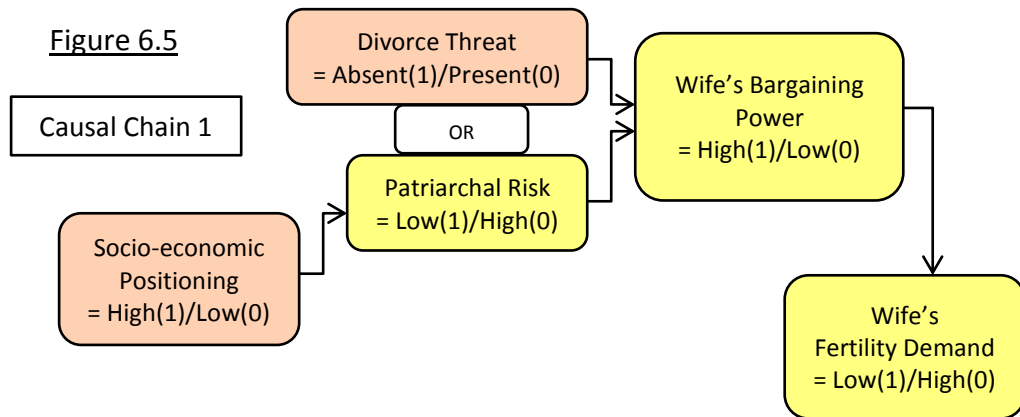 Figure 6.5
Causal Chain 1
Divorce Threat
= Absent(1)/Present(0)
OR
Patriarchal Risk
= Low(1)/High(0)
Socio-economic
Positioning
= High(1)/Low(0)
Wife’s Bargaining
Power
= High(1)/Low(0)
Wife’s
Fertility Demand
= Low(1)/High(0)